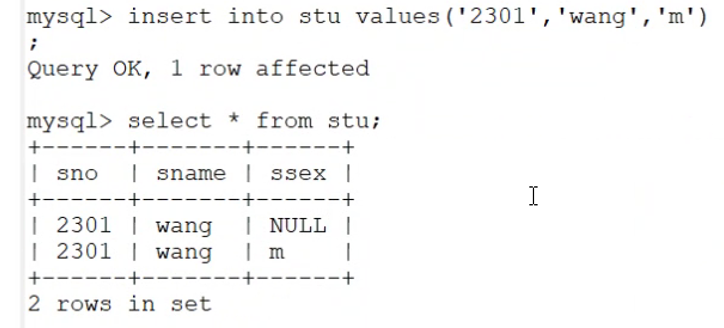 mysql> insert into stu values('2301','wang','m')
;
Query OK, 1 row affected
mysql> select * from stu;
+------+-------+------+
| sno  | sname | ssex |
+------+-------+------+
| 2301 | wang  | NULL |
| 2301 | wang  | m    |
+------+-------+------+
2 rows in set